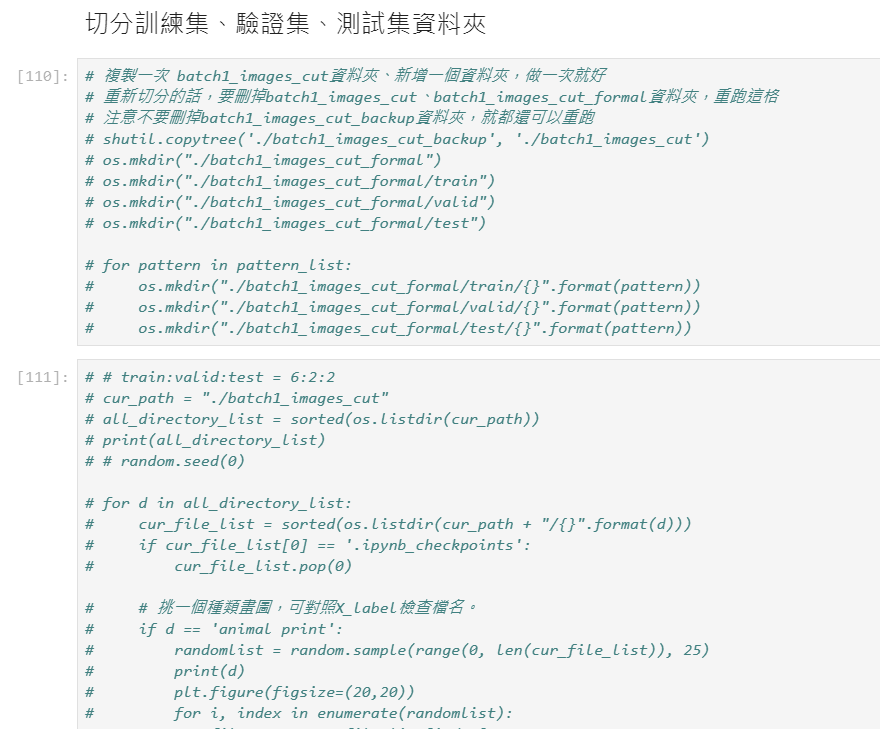 切分訓練集、驗證集、測試集資料夾
[110]:
# 複製一次 batch1_images_cut資料夾、新增一個資料夾，做一次就好
# 重新切分的話，要刪掉batch1_images_cut、batch1_images_cut_formal資料夾，重跑這格
# 注意不要刪掉batch1_images_cut_backup資料夾，就都還可以重跑
# shutil.copytree('./batch1_images_cut_backup', './batch1_images_cut')
# os.mkdir("./batch1_images_cut_formal")
# os.mkdir("./batch1_images_cut_formal/train")
# os.mkdir("./batch1_images_cut_formal/valid")
# os.mkdir("./batch1_images_cut_formal/test")
# for pattern in pattern_list:
#     os.mkdir("./batch1_images_cut_formal/train/{}".format(pattern))
#     os.mkdir("./batch1_images_cut_formal/valid/{}".format(pattern))
#     os.mkdir("./batch1_images_cut_formal/test/{}".format(pattern))
[111]:
# # train:valid:test = 6:2:2
# cur_path = "./batch1_images_cut"
# all_directory_list = sorted(os.listdir(cur_path))
# print(all_directory_list)
# # random.seed(0)
# for d in all_directory_list:
#     cur_file_list = sorted(os.listdir(cur_path + "/{}".format(d)))
#     if cur_file_list[0] == '.ipynb_checkpoints':
#         cur_file_list.pop(0)
#     # 挑一個種類畫圖，可對照X_label檢查檔名。
#     if d == 'animal print':
#         randomlist = random.sample(range(0, len(cur_file_list)), 25)
#         print(d)
#         plt.figure(figsize=(20,20))
#         for i, index in enumerate(randomlist):